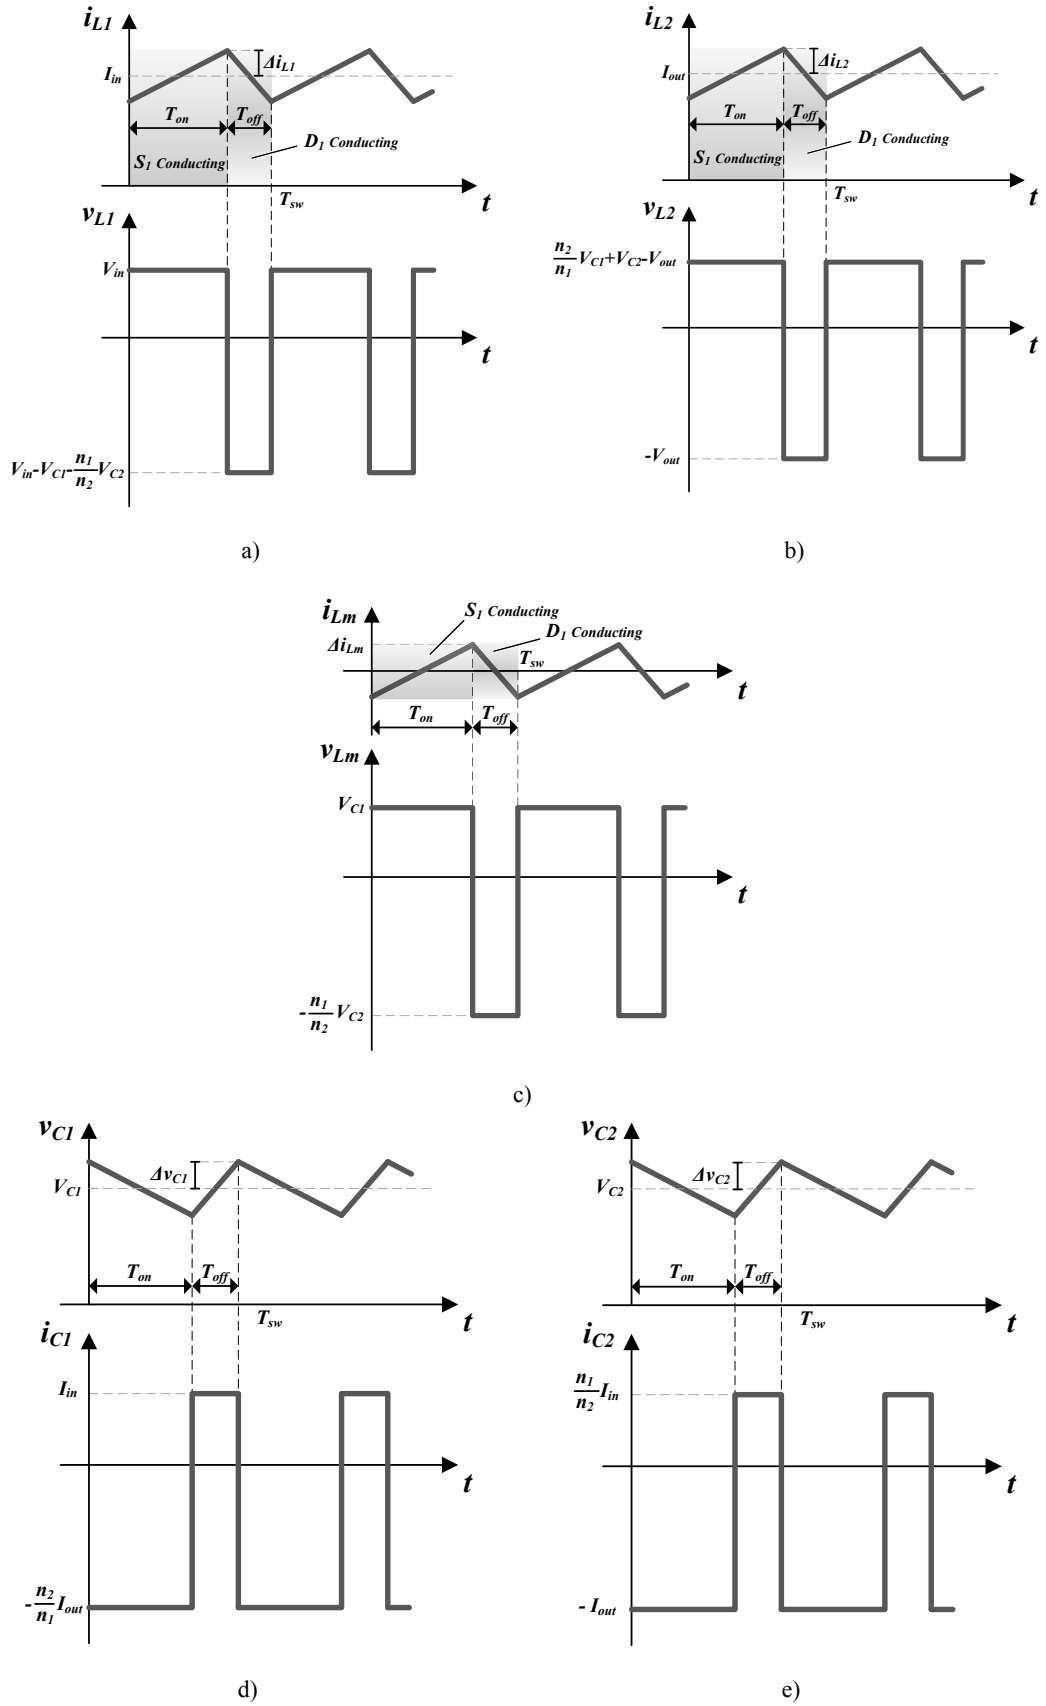 i_L1
I_in
Δi_L1
T_on
T_off
D_1 Conducting
S_1 Conducting
T_sw
t
v_L1
V_in
t
V_in-V_C1-n_1/n_2 V_C2
a)
i_L2
I_out
Δi_L2
T_on
T_off
D_1 Conducting
S_1 Conducting
T_sw
t
v_L2
n_2/n_1 V_C1+V_C2-V_out
t
-V_out
b)
i_Lm
S_1 Conducting
Δi_Lm
D_1 Conducting
T_sw
t
T_on
T_off
v_Lm
V_C1
t
-n_1/n_2 V_C2
c)
v_C1
V_C1
Δv_C1
T_on
T_off
T_sw
t
i_C1
I_in
t
-n_2/n_1 I_out
d)
v_C2
V_C2
Δv_C2
T_on
T_off
T_sw
t
i_C2
n_1/n_2 I_in
t
- I_out
e)